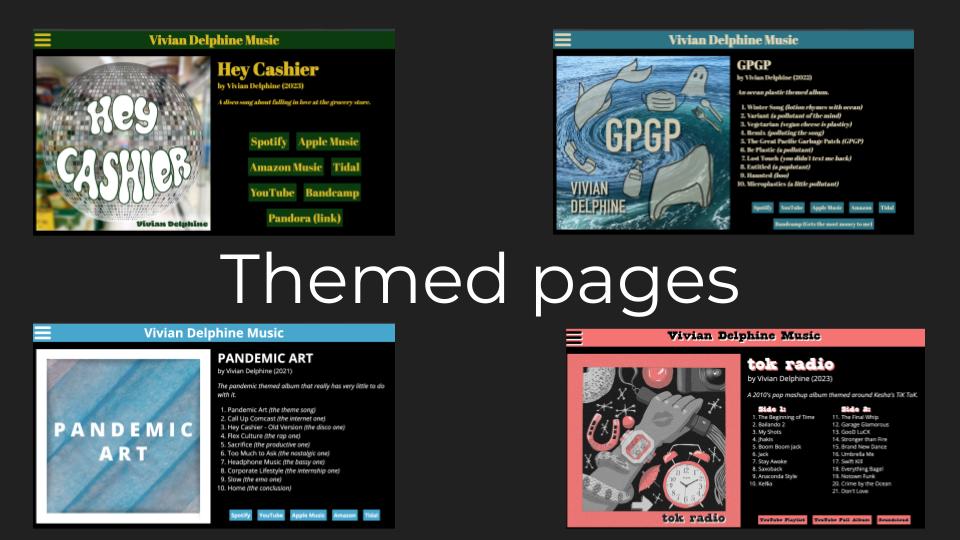 Vivian Delphine Music
HEY
CASHIER
Vivian Delphine
Hey Cashier
by Vivian Delphine (2023)
A disco song about falling in love at the grocery store.
Spotify Apple Music
Amazon Music Tidal
YouTube Bandcamp
Pandora (link)
Vivian Delphine Music
GPGP
VIVIAN
DELPHINE
GPGP
by Vivian Delphine (2022)
An ocean plastic themed album.
1. Winter Song (lotion rhymes with ocean)
2. Variant (a pollutant of the mind)
3. Vegetarian (vegan cheese is plasticy)
4. Remix (polluting the song)
5. The Great Pacific Garbage Patch (GPGP)
6. Be Plastic (a pollutant)
7. Lost Touch (you didn't text me back)
8. Entitled (a poplutant)
9. Haunted (boo)
10. Microplastics (a little pollutant)
Spotify YouTube Apple Music Amazon Tidal
Bandcamp (Gets the most money to me)
Themed pages
Vivian Delphine Music
PANDEMIC
ART
PANDEMIC ART
by Vivian Delphine (2021)
The pandemic themed album that really has very little to do
with it.
1. Pandemic Art (the theme song)
2. Call Up Comcast (the internet one)
3. Hey Cashier - Old Version (the disco one)
4. Flex Culture (the rap one)
5. Sacrifice (the productive one)
6. Too Much to Ask (the nostalgic one)
7. Headphone Music (the bassy one)
8. Corporate Lifestyle (the internship one)
9. Slow (the emo one)
10. Home (the conclusion)
Spotify YouTube Apple Music Amazon Tidal
Vivian Delphine Music
tok radio
tok radio
by Vivian Delphine (2023)
A 2010's pop mashup album themed around Kesha's TiK ToK.
Side 1:
1. The Beginning of Time
2. Bailando 2
3. My Shots
4. Jhakis
5. Boom Boom Jack
6. Jack
7. Stay Awake
8. Saxoback
9. Anaconda Style
10. Ke$ka
Side 2:
11. The Final Whip
12. Garage Glamorous
13. GooD LuCK
14. Stronger than Fire
15. Brand New Dance
16. Umbrella Me
17. Swift Kill
18. Everything Bagel
19. Notown Funk
20. Crime by the Ocean
21. Don't Love
YouTube Playlist YouTube Full Album Soundcloud